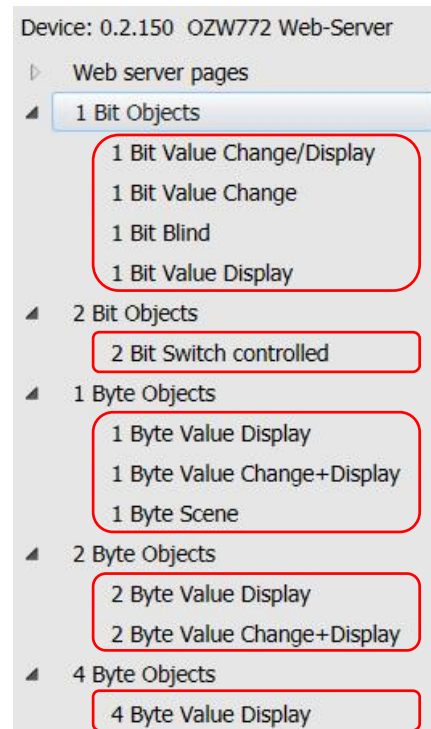 Device: 0.2.150 OZW772 Web-Server
Web server pages
1 Bit Objects
1 Bit Value Change/Display
1 Bit Value Change
1 Bit Blind
1 Bit Value Display
2 Bit Objects
2 Bit Switch controlled
1 Byte Objects
1 Byte Value Display
1 Byte Value Change+Display
1 Byte Scene
2 Byte Objects
2 Byte Value Display
2 Byte Value Change+Display
4 Byte Objects
4 Byte Value Display